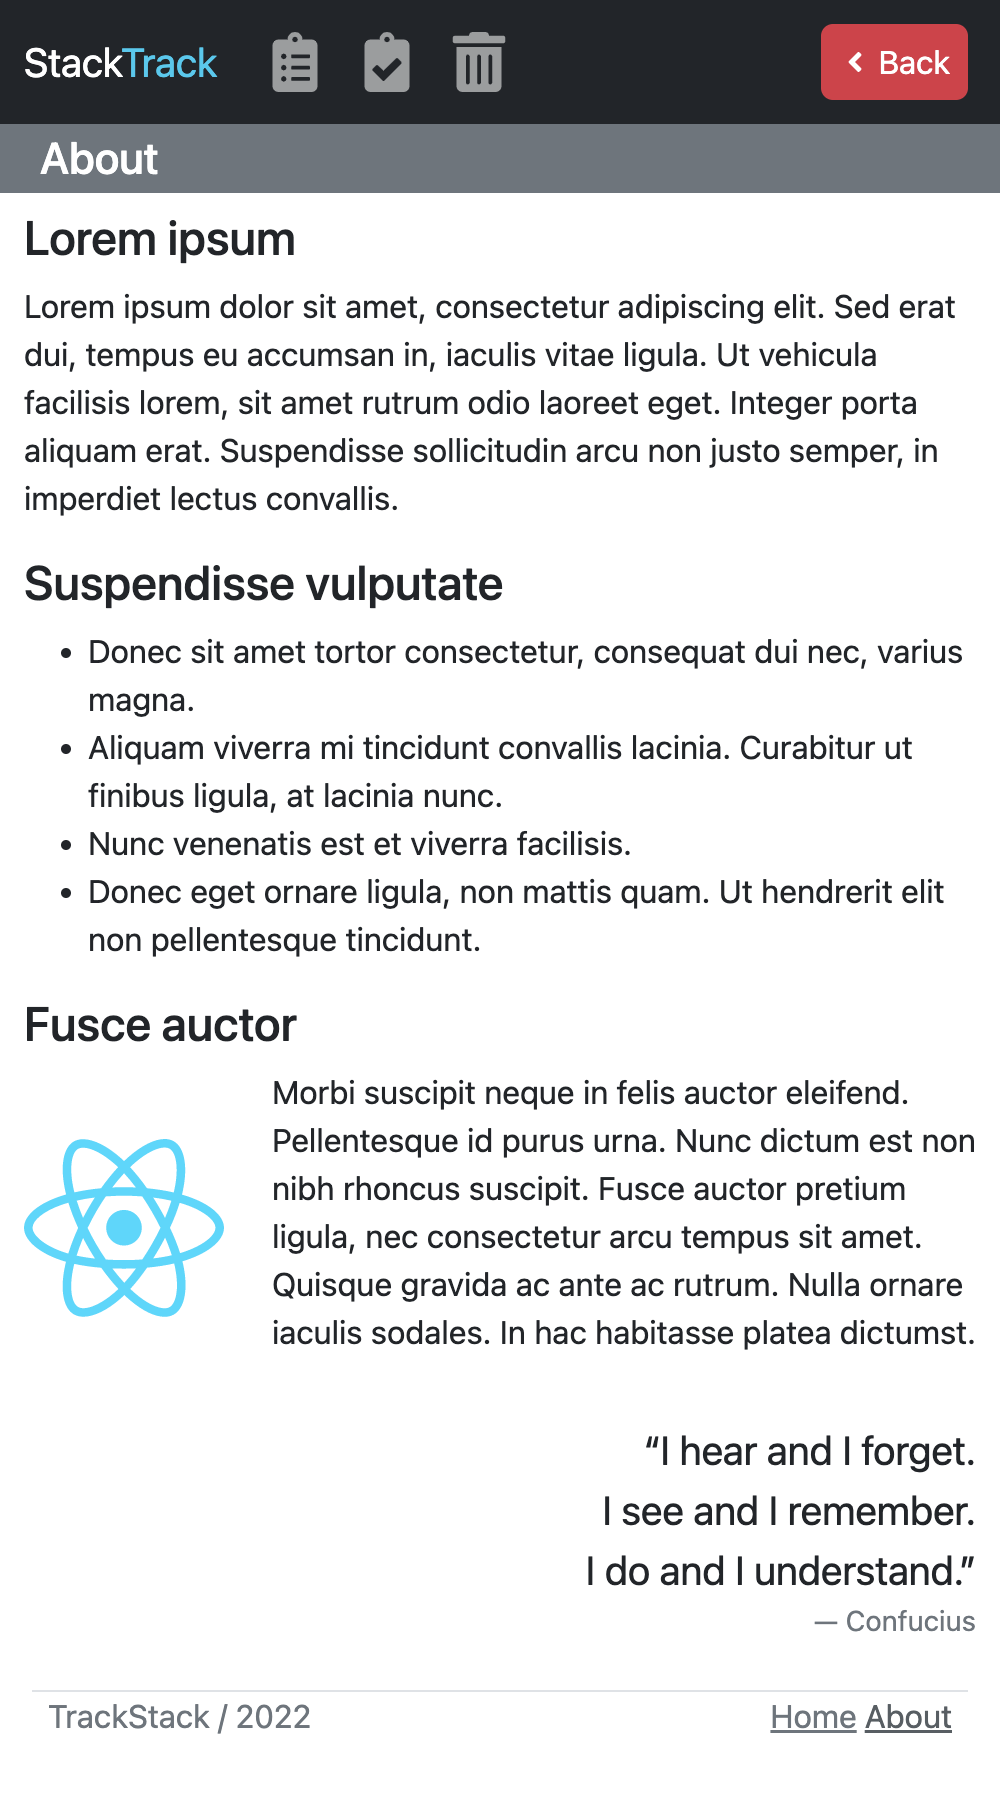 StackTrack
Back
About
Lorem ipsum
Lorem ipsum dolor sit amet, consectetur adipiscing elit. Sed erat
dui, tempus eu accumsan in, iaculis vitae ligula. Ut vehicula
facilisis lorem, sit amet rutrum odio laoreet eget. Integer porta
aliquam erat. Suspendisse sollicitudin arcu non justo semper, in
imperdiet lectus convallis.
Suspendisse vulputate
• Donec sit amet tortor consectetur, consequat dui nec, varius
magna.
• Aliquam viverra mi tincidunt convallis lacinia. Curabitur ut
finibus ligula, at lacinia nunc.
• Nunc venenatis est et viverra facilisis.
• Donec eget ornare ligula, non mattis quam. Ut hendrerit elit
non pellentesque tincidunt.
Fusce auctor
Morbi suscipit neque in felis auctor eleifend.
Pellentesque id purus urna. Nunc dictum est non
nibh rhoncus suscipit. Fusce auctor pretium
ligula, nec consectetur arcu tempus sit amet.
Quisque gravida ac ante ac rutrum. Nulla ornare
iaculis sodales. In hac habitasse platea dictumst.
“I hear and I forget.
I see and I remember.
I do and I understand.”
— Confucius
TrackStack / 2022
Home About